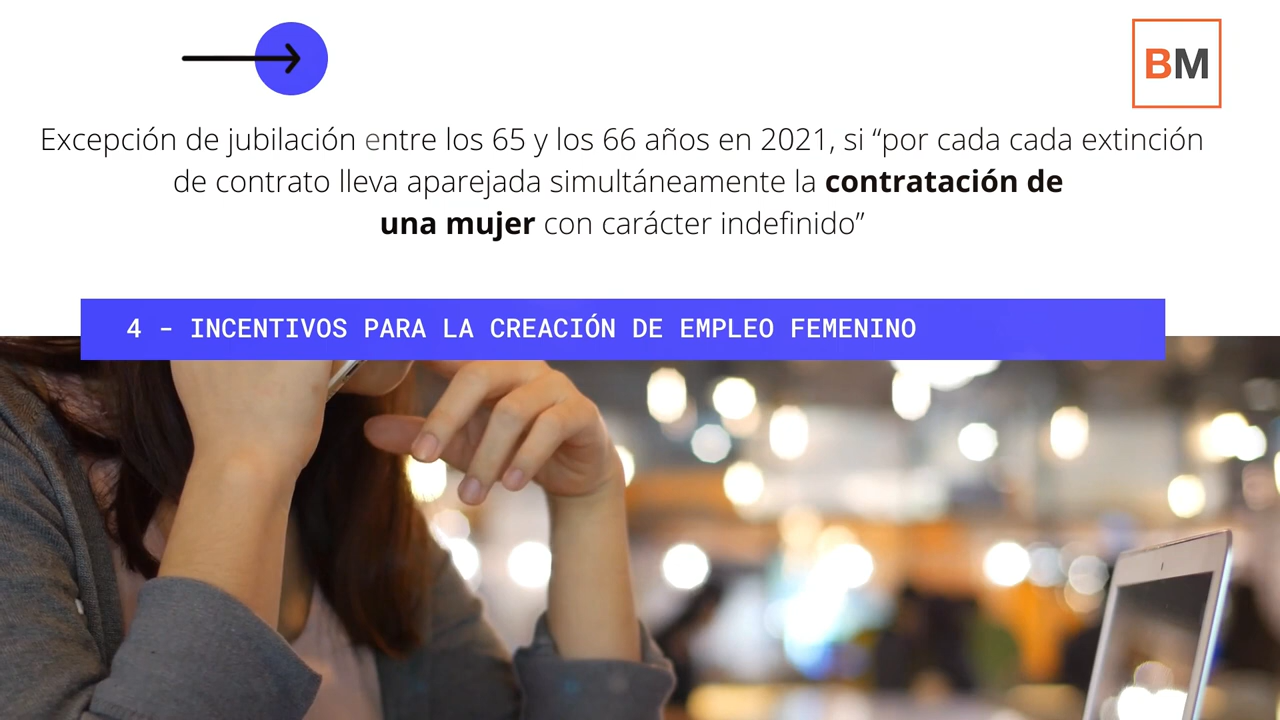 BM
Excepción de jubilación entre los 65 y los 66 años en 2021, si “por cada cada extinción
de contrato lleva aparejada simultáneamente la contratación de
una mujer con carácter indefinido”
4 - INCENTIVOS PARA LA CREACIÓN DE EMPLEO FEMENINO